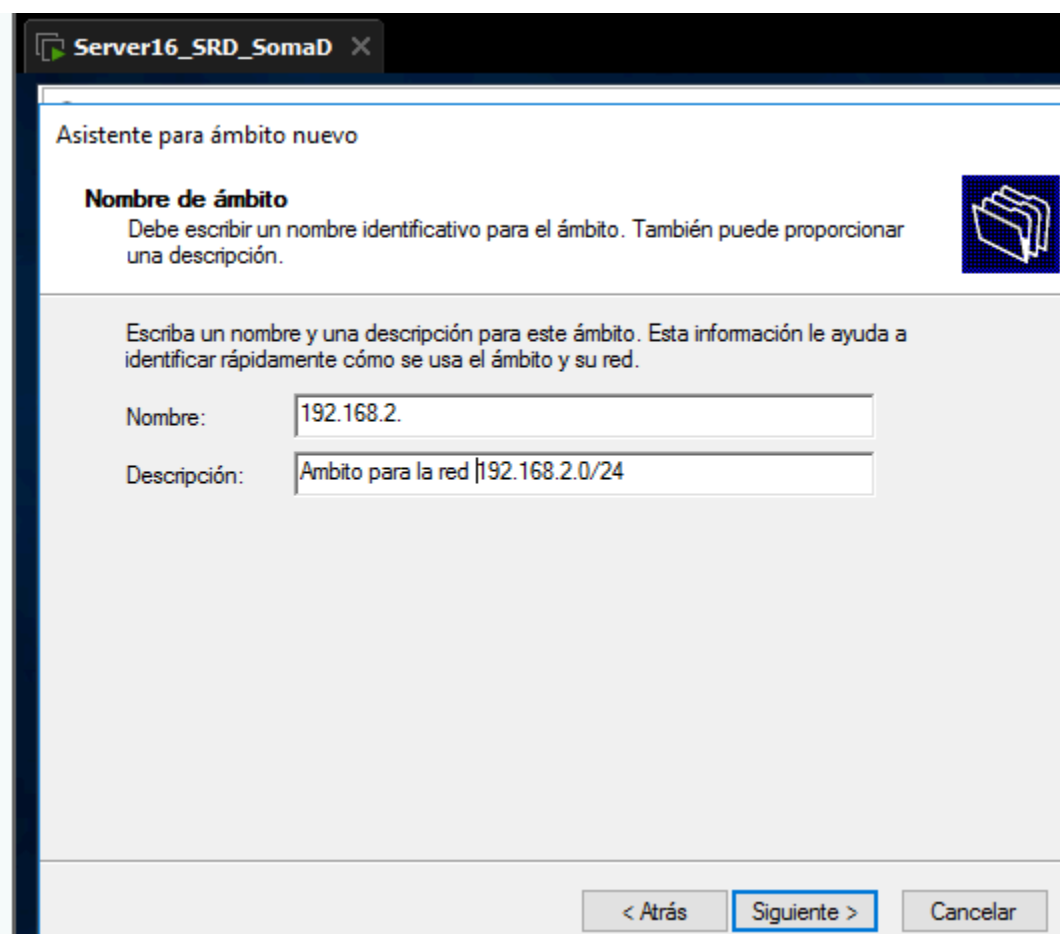 Server16_SRD_SomaD
Asistente para ámbito nuevo
Nombre de ámbito
Debe escribir un nombre identificativo para el ámbito. También puede proporcionar
una descripción.
Escriba un nombre y una descripción para este ámbito. Esta información le ayuda a
identificar rápidamente cómo se usa el ámbito y su red.
Nombre: 192.168.2.
Descripción: Ambito para la red 192.168.2.0/24
< Atrás Siguiente > Cancelar